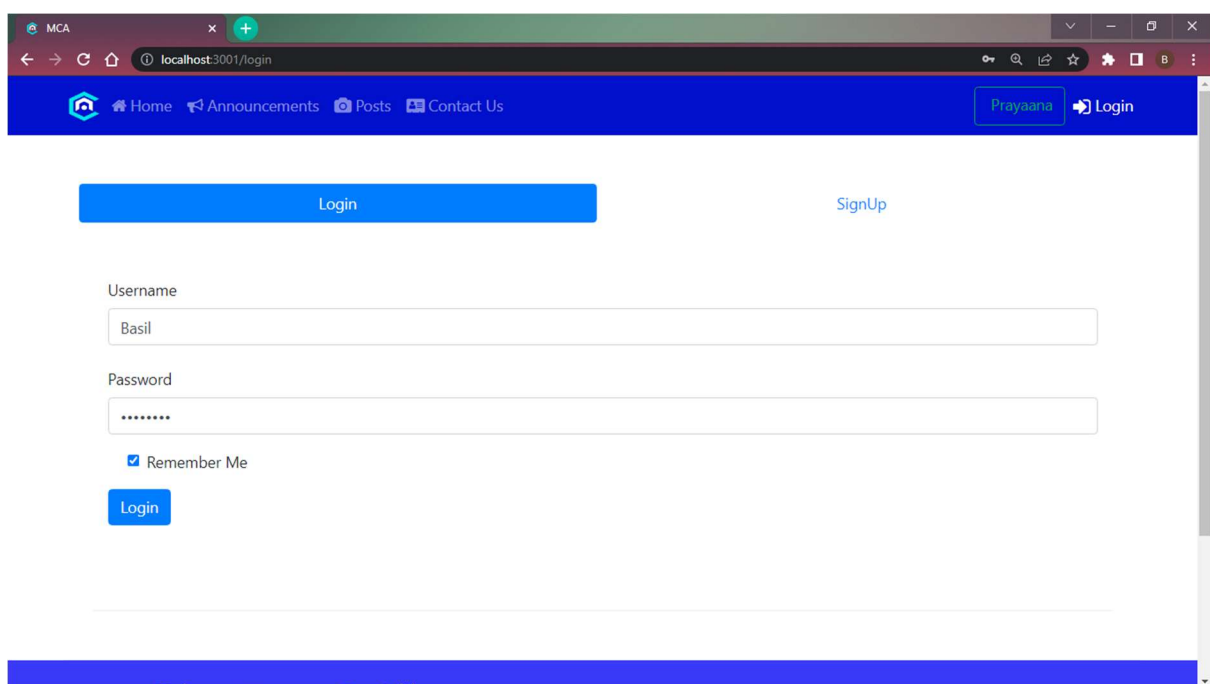 MCA
localhost:3001/login
B
Home Announcements Posts Contact Us Prayaana Login
Login SignUp
Username
Basil
Password
••••••••
Remember Me
Login